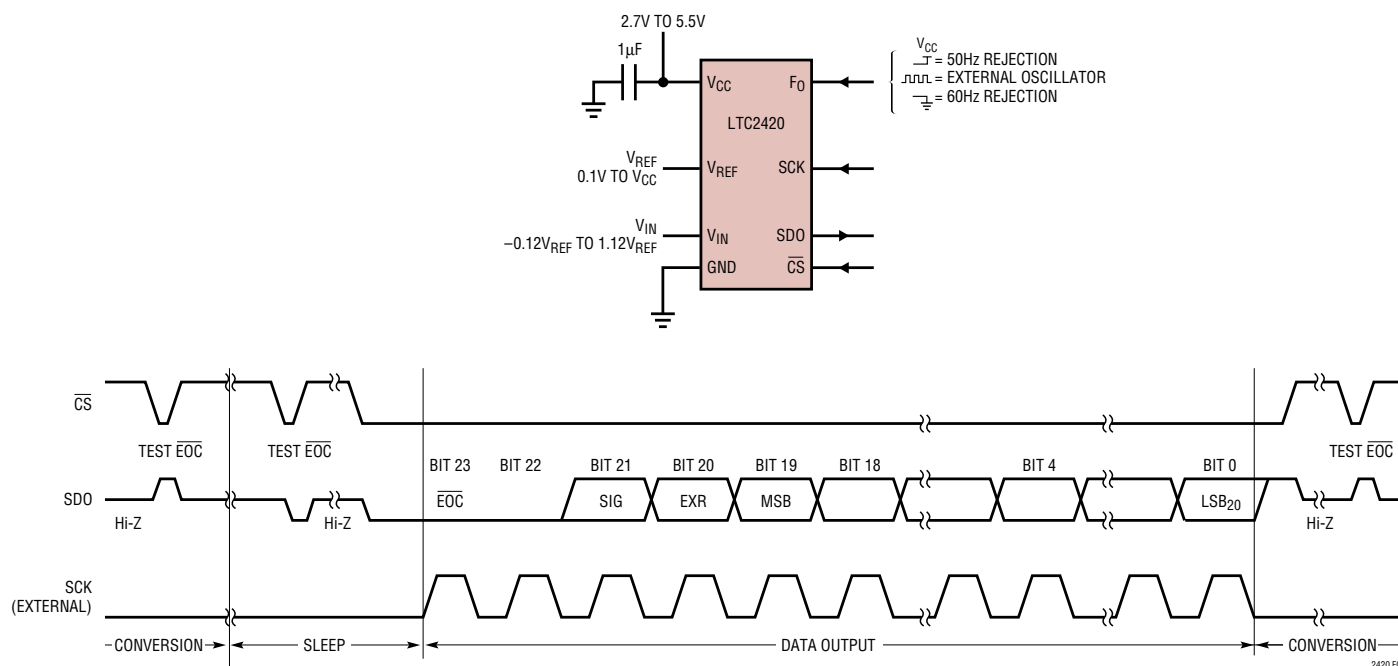 2.7V TO 5.5V
1µF
VCC
FO
LTC2420
VREF
0.1V TO VCC
VREF
SCK
VIN
–0.12VREF TO 1.12VREF
VIN
SDO
GND
CS
VCC
= 50Hz REJECTION
= EXTERNAL OSCILLATOR
= 60Hz REJECTION
CS
TEST EOC
TEST EOC
TEST EOC
BIT 23
BIT 22
BIT 21
BIT 20
BIT 19
BIT 18
BIT 4
BIT 0
SDO
EOC
SIG
EXR
MSB
LSB20
Hi-Z
Hi-Z
Hi-Z
SCK
(EXTERNAL)
CONVERSION
SLEEP
DATA OUTPUT
CONVERSION